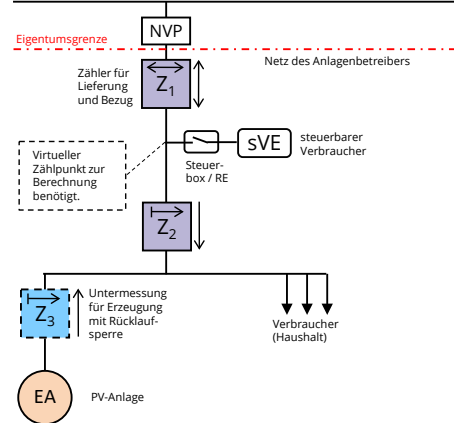 NVP
Eigentumsgrenze
Netz des Anlagenbetreibers
Zähler für
Lieferung
und Bezug
Z1
Virtueller
Zählpunkt zur
Berechnung
benötigt.
Steuer-
box / RE
sVE
steuerbarer
Verbraucher
Z2
Z3
Untermessung
für Erzeugung
mit Rücklauf-
sperre
Verbraucher
(Haushalt)
EA
PV-Anlage